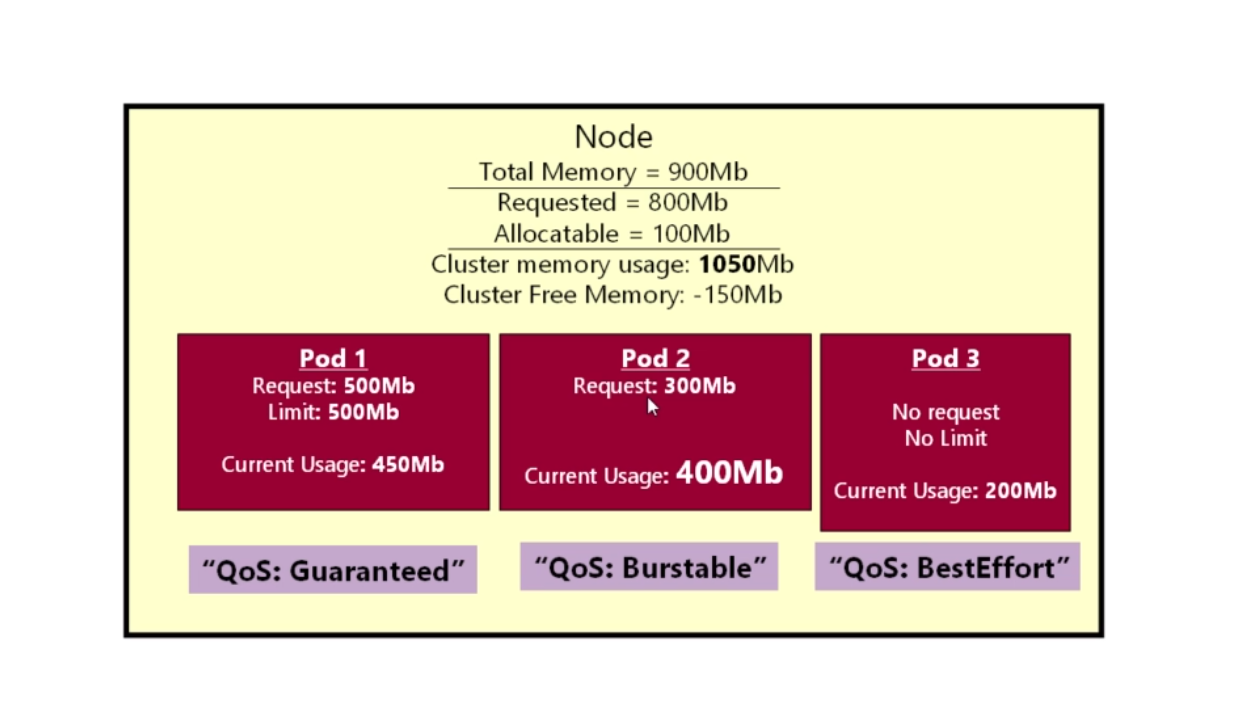 Node
Total Memory = 900Mb
Requested = 800Mb
Allocatable = 100Mb
Cluster memory usage: 1050Mb
Cluster Free Memory: -150Mb
Pod 1
Request: 500Mb
Limit: 500Mb
Current Usage: 450Mb
“QoS: Guaranteed”
Pod 2
Request: 300Mb
Current Usage: 400Mb
“QoS: Burstable”
Pod 3
No request
No Limit
Current Usage: 200Mb
“QoS: BestEffort”